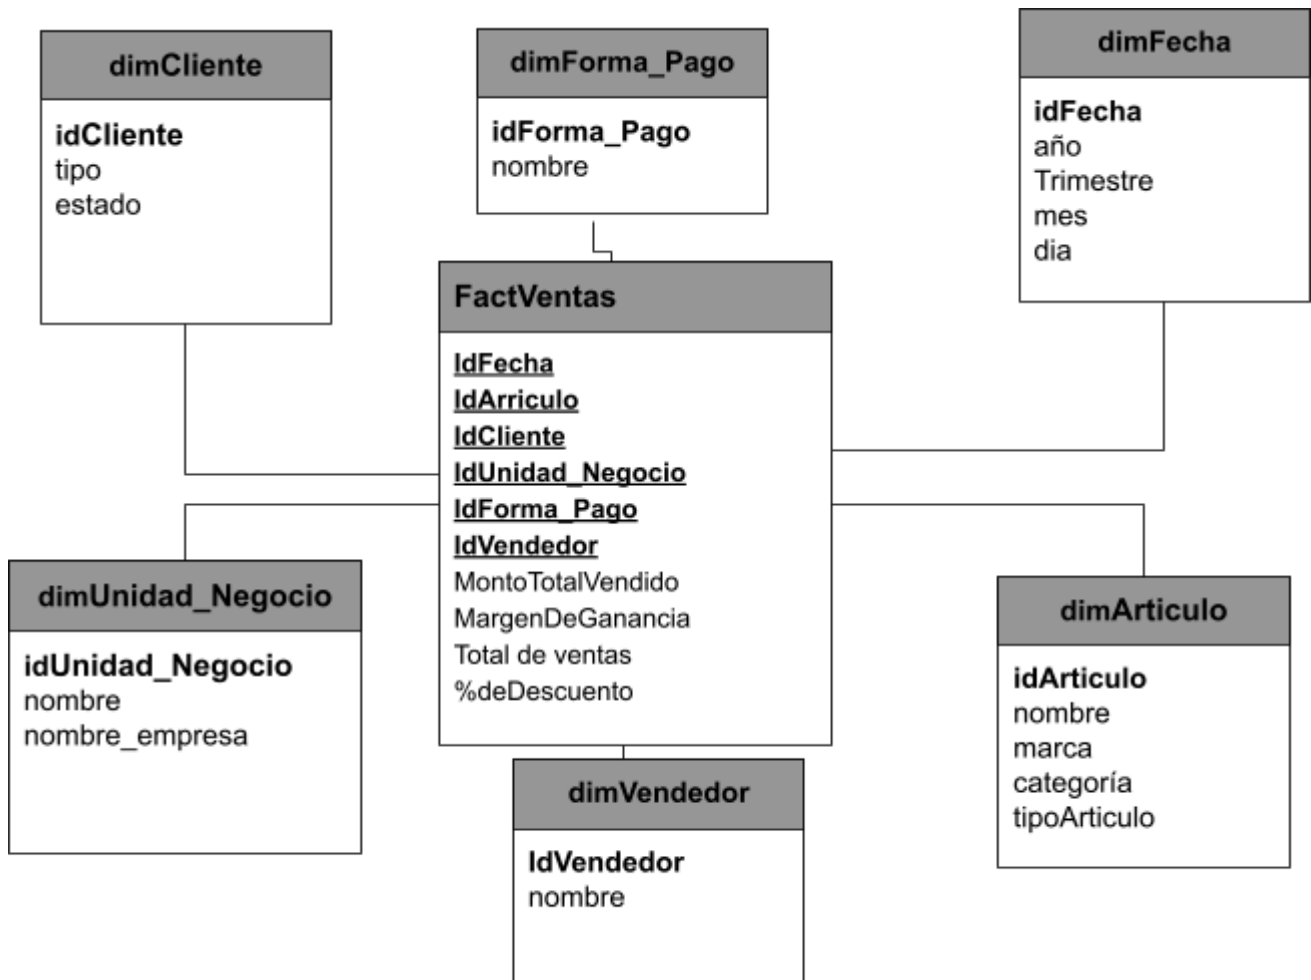 dimCliente
idCliente
tipo
estado
dimForma_Pago
idForma_Pago
nombre
dimFecha
idFecha
año
Trimestre
mes
dia
FactVentas
IdFecha
IdArriculo
IdCliente
IdUnidad_Negocio
IdForma_Pago
IdVendedor
MontoTotalVendido
MargenDeGanancia
Total de ventas
%deDescuento
dimUnidad_Negocio
idUnidad_Negocio
nombre
nombre_empresa
dimVendedor
IdVendedor
nombre
dimArticulo
idArticulo
nombre
marca
categoría
tipoArticulo